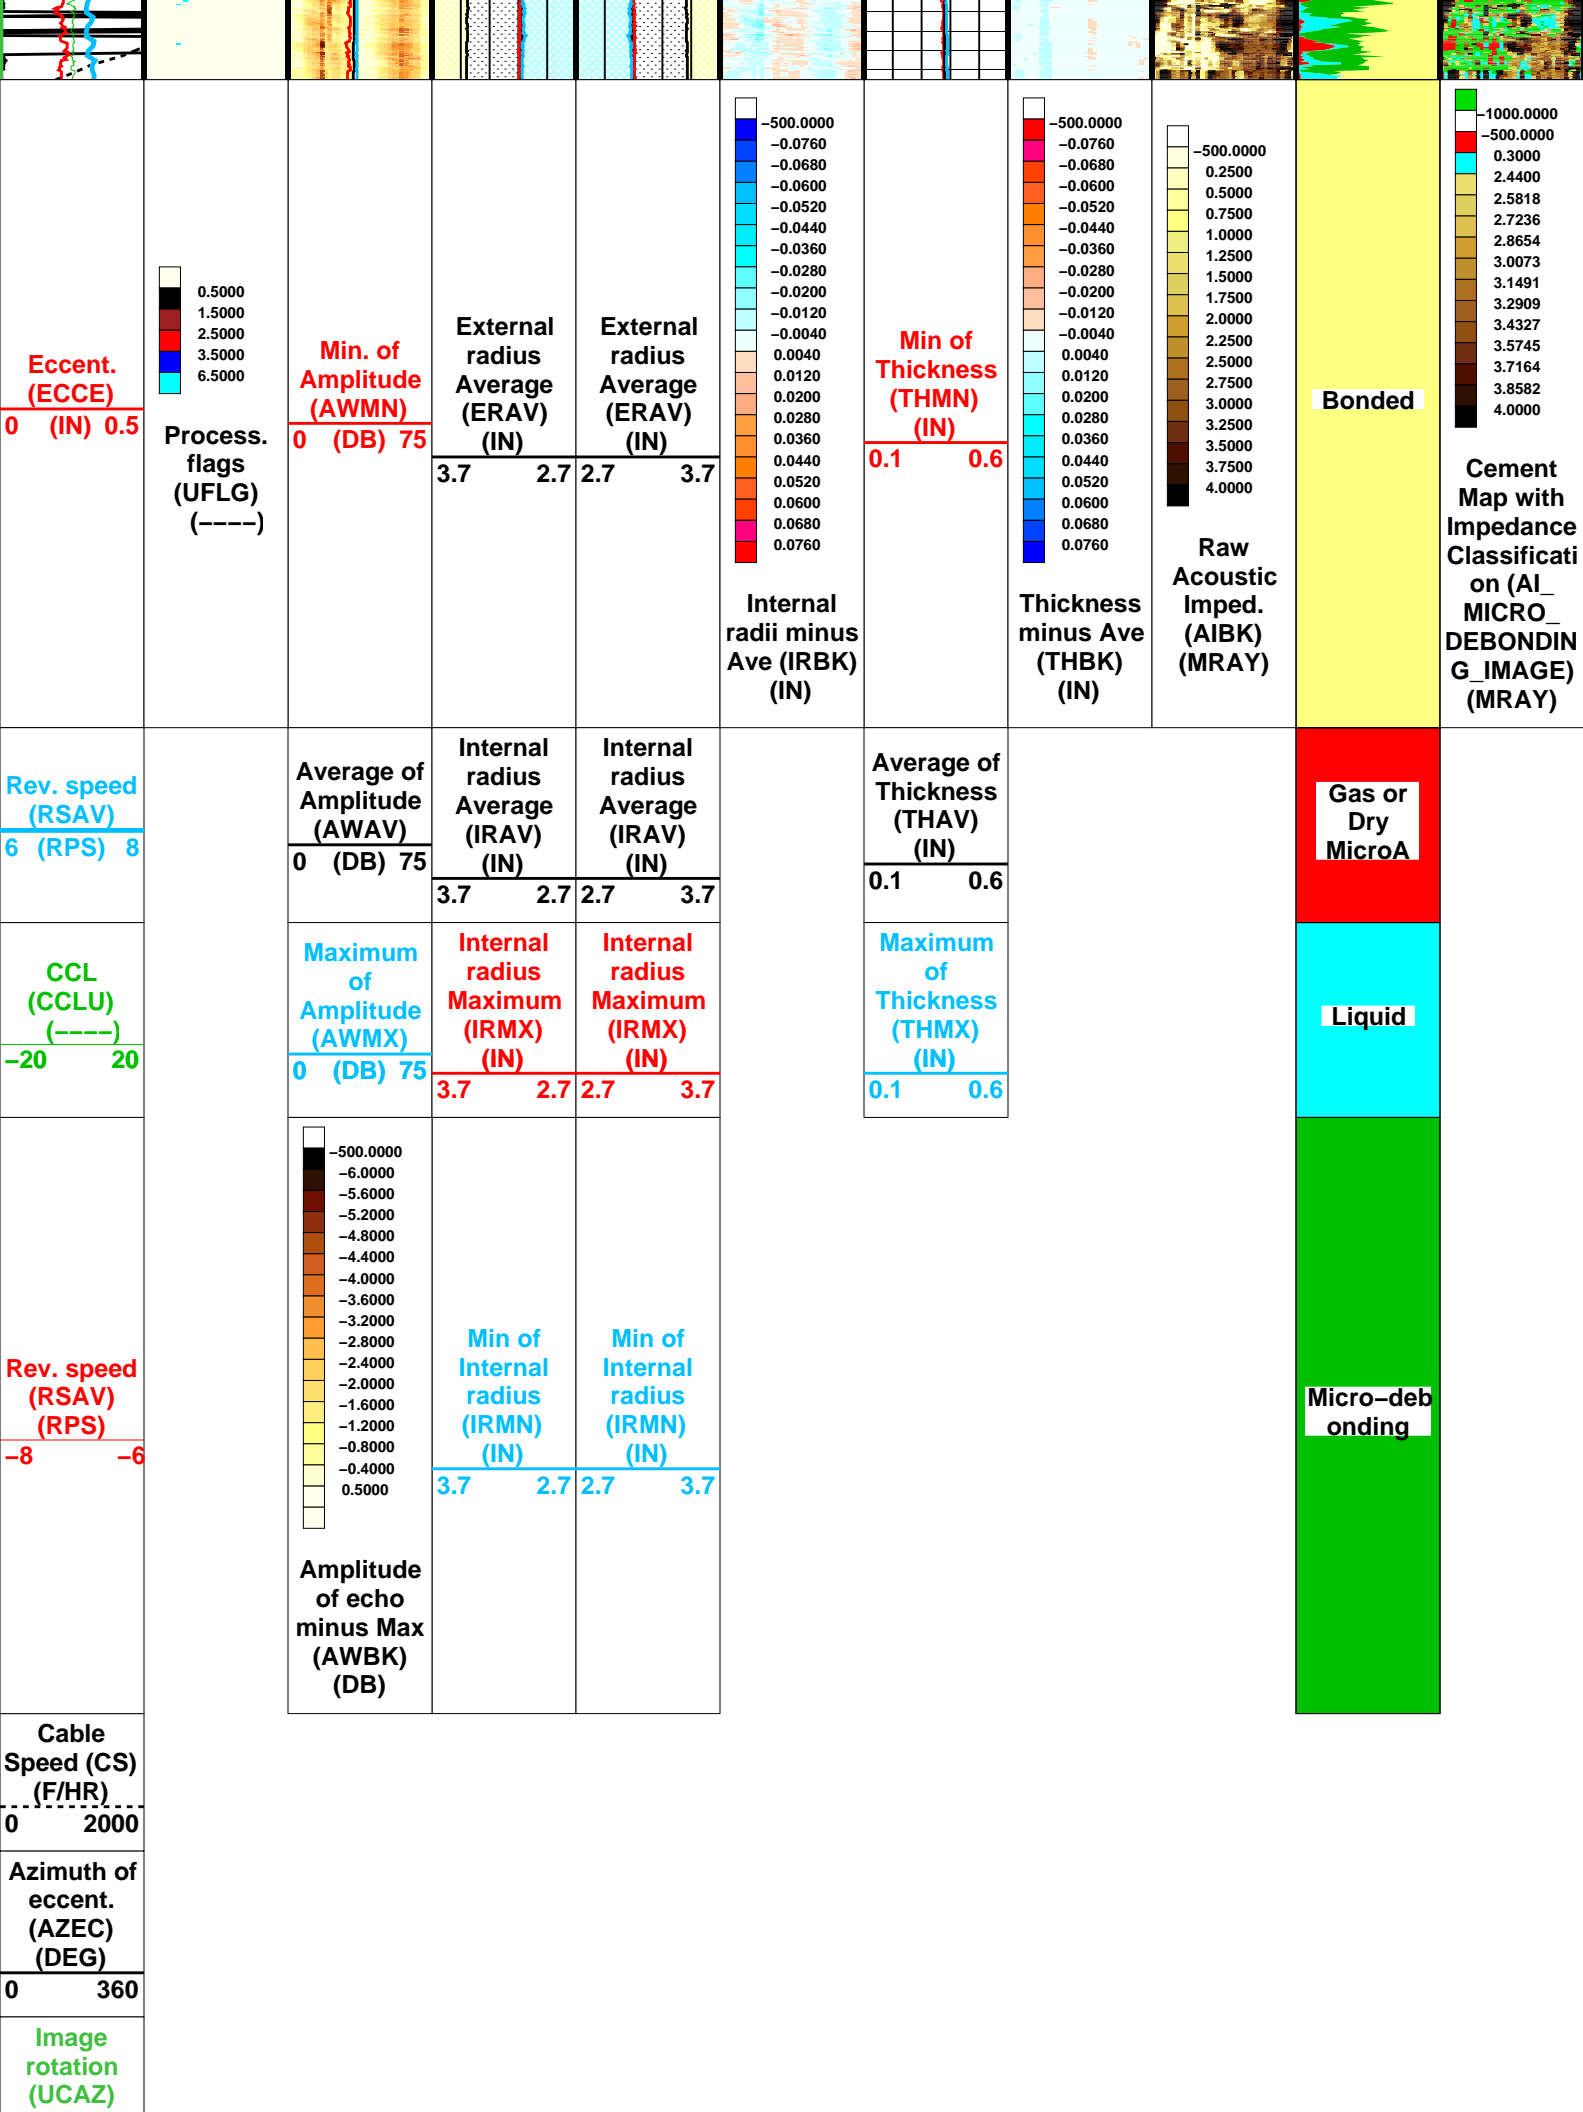 Eccent.
(ECCE)
0 (IN) 0.5
0.5000
1.5000
2.5000
3.5000
6.5000
Process.
flags
(UFLG)
(----)
Min. of
Amplitude
(AWMN)
0 (DB) 75
External
radius
Average
(ERAV)
(IN)
3.7 2.7
External
radius
Average
(ERAV)
(IN)
2.7 3.7
-500.0000
-0.0760
-0.0680
-0.0600
-0.0520
-0.0440
-0.0360
-0.0280
-0.0200
-0.0120
-0.0040
0.0040
0.0120
0.0200
0.0280
0.0360
0.0440
0.0520
0.0600
0.0680
0.0760
Internal
radii minus
Ave (IRBK)
(IN)
Min of
Thickness
(THMN)
(IN)
0.1 0.6
-500.0000
-0.0760
-0.0680
-0.0600
-0.0520
-0.0440
-0.0360
-0.0280
-0.0200
-0.0120
-0.0040
0.0040
0.0120
0.0200
0.0280
0.0360
0.0440
0.0520
0.0600
0.0680
0.0760
Thickness
minus Ave
(THBK)
(IN)
-500.0000
0.2500
0.5000
0.7500
1.0000
1.2500
1.5000
1.7500
2.0000
2.2500
2.5000
2.7500
3.0000
3.2500
3.5000
3.7500
4.0000
Raw
Acoustic
Imped.
(AIBK)
(MRAY)
Bonded
-1000.0000
-500.0000
0.3000
2.4400
2.5818
2.7236
2.8654
3.0073
3.1491
3.2909
3.4327
3.5745
3.7164
3.8582
4.0000
Cement
Map with
Impedance
Classificati
on (AI_
MICRO_
DEBONDIN
G_IMAGE)
(MRAY)
Rev. speed
(RSAV)
6 (RPS) 8
Average of
Amplitude
(AWAV)
0 (DB) 75
Internal
radius
Average
(IRAV)
(IN)
3.7 2.7
Internal
radius
Average
(IRAV)
(IN)
2.7 3.7
Average of
Thickness
(THAV)
(IN)
0.1 0.6
Gas or
Dry
MicroA
CCL
(CCLU)
(----)
-20 20
Maximum
of
Amplitude
(AWMX)
0 (DB) 75
Internal
radius
Maximum
(IRMX)
(IN)
3.7 2.7
Internal
radius
Maximum
(IRMX)
(IN)
2.7 3.7
Maximum
of
Thickness
(THMX)
(IN)
0.1 0.6
Liquid
Rev. speed
(RSAV)
(RPS)
-8 -6
-500.0000
-6.0000
-5.6000
-5.2000
-4.8000
-4.4000
-4.0000
-3.6000
-3.2000
-2.8000
-2.4000
-2.0000
-1.6000
-1.2000
-0.8000
-0.4000
0.5000
Amplitude
of echo
minus Max
(AWBK)
(DB)
Min of
Internal
radius
(IRMN)
(IN)
3.7 2.7
Min of
Internal
radius
(IRMN)
(IN)
2.7 3.7
Micro-deb
onding
Cable
Speed (CS)
(F/HR)
0 2000
Azimuth of
eccent.
(AZEC)
(DEG)
0 360
Image
rotation
(UCAZ)